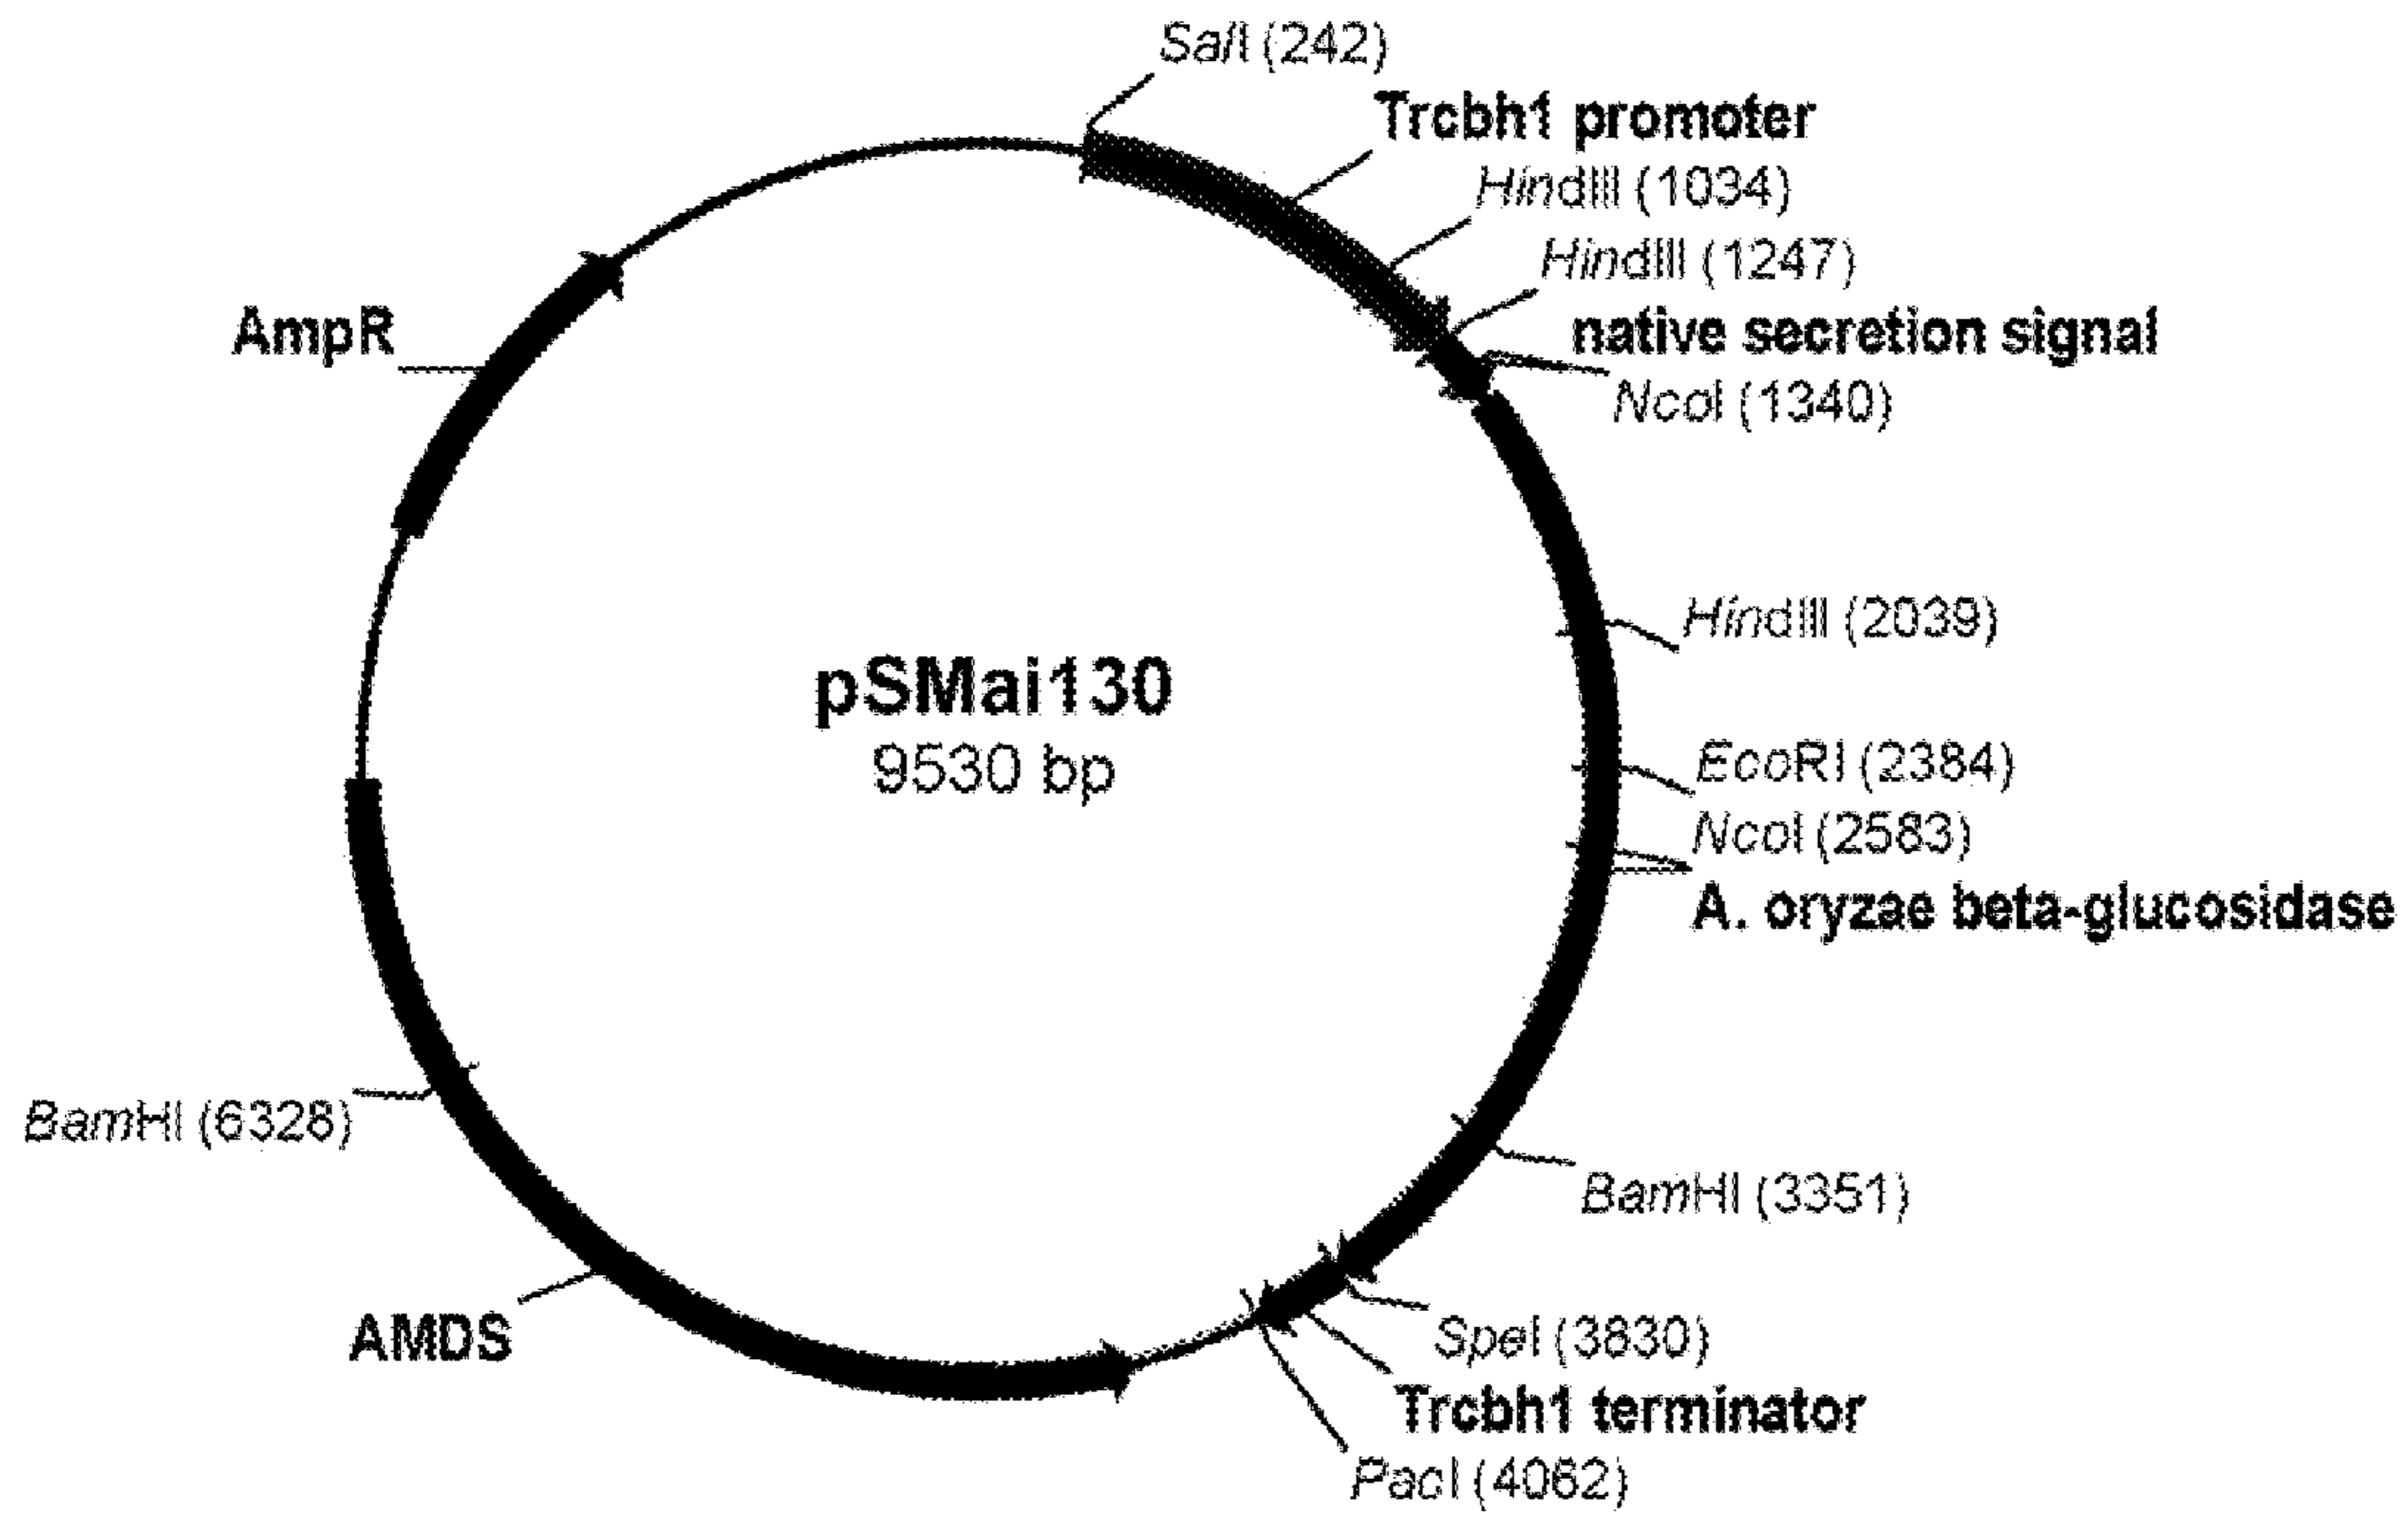 SalI (242)
Trcbh1 promoter
HindIII (1034)
HindIII (1247)
native secretion signal
NcoI (1340)
AmpR
HindIII (2039)
pSMai130
9530 bp
EcoRI (2384)
NcoI (2583)
A. oryzae beta-glucosidase
BamHI (6328)
BamHI (3351)
AMDS
SpeI (3830)
Trcbh1 terminator
PacI (4062)